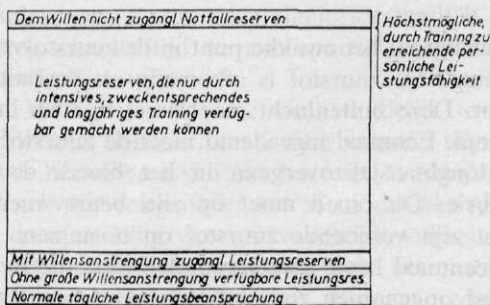 Dem Willen nicht zugängl Notfallreserven
Höchstmögliche,
durch Training zu
erreichende per-
sönliche Lei-
stungsfähigkeit
Leistungsreserven, die nur durch
intensives, zweckentsprechendes
und langjähriges Training verfüg-
bar gemacht werden können
Mit Willensanstrengung zugängl Leistungsreserven
Ohne große Willensanstrengung verfügbare Leistungsres
Normale tägliche Leistungsbeanspruchung